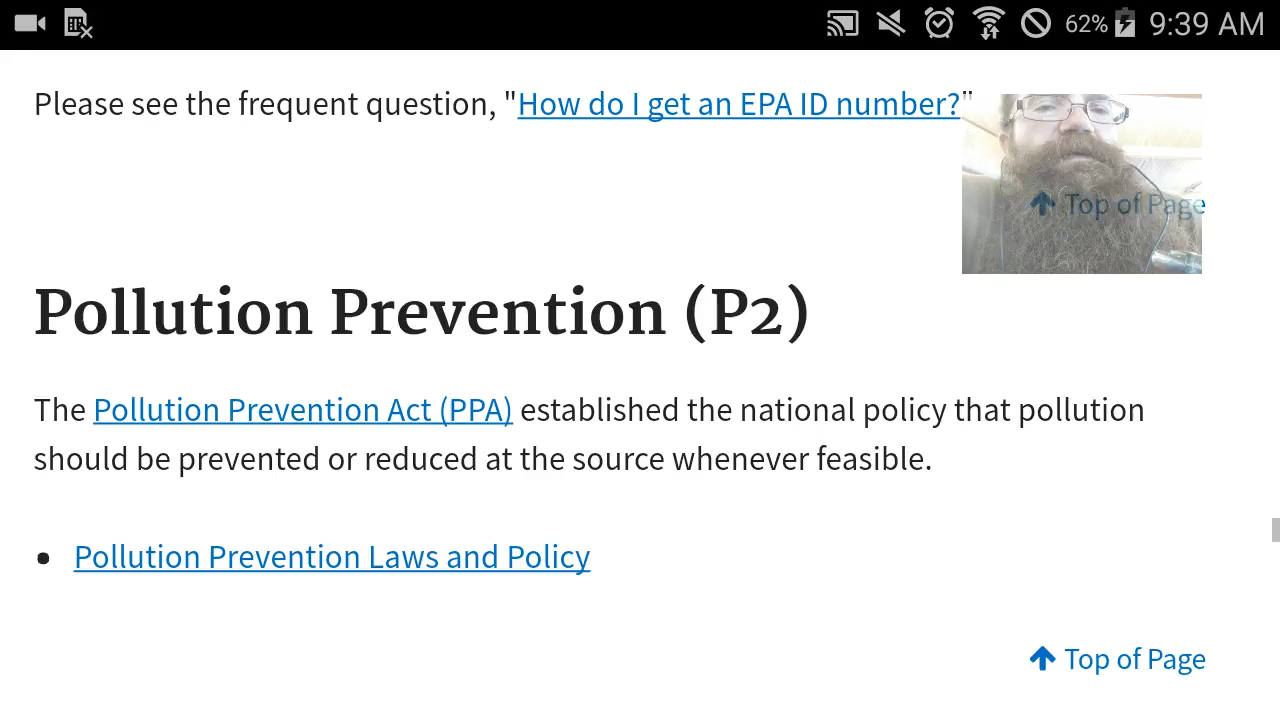 62% 9:39 AM
Please see the frequent question, "How do I get an EPA ID number?"
Top of Page
Pollution Prevention (P2)
The Pollution Prevention Act (PPA) established the national policy that pollution
should be prevented or reduced at the source whenever feasible.
• Pollution Prevention Laws and Policy
Top of Page